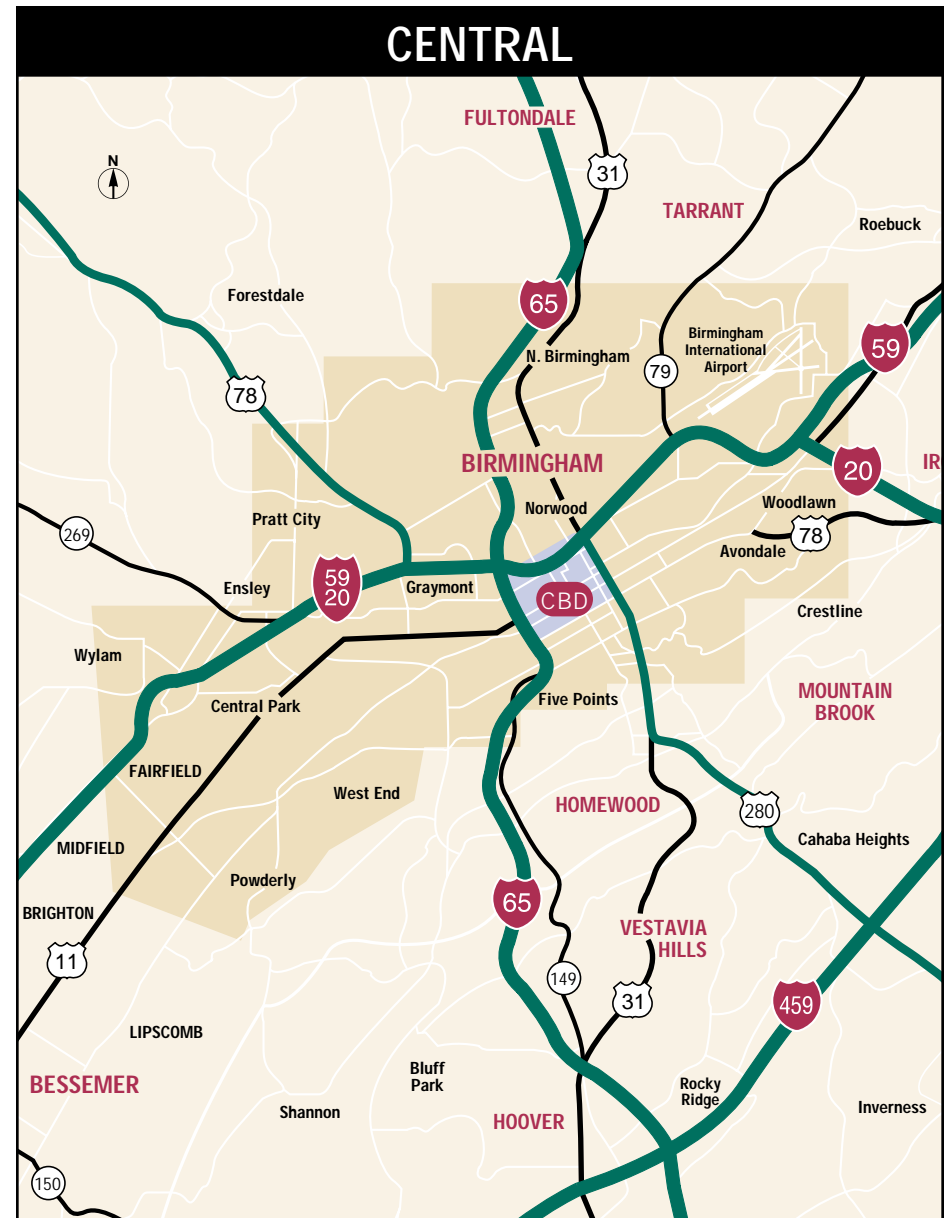 CENTRAL
FULTONDALE
N
31
TARRANT
Roebuck
Forestdale
65
Birmingham
International
Airport
59
N. Birmingham
79
78
BIRMINGHAM
IR
20
Woodlawn
Norwood
Pratt City
269
78
Avondale
59
20
Ensley
Graymont
CBD
Crestline
Wylam
MOUNTAIN
BROOK
Central Park
Five Points
FAIRFIELD
West End
HOMEWOOD
280
Cahaba Heights
MIDFIELD
Powderly
65
BRIGHTON
VESTAVIA
HILLS
11
149
31
459
LIPSCOMB
Bluff
Park
BESSEMER
Rocky
Ridge
Shannon
HOOVER
Inverness
150